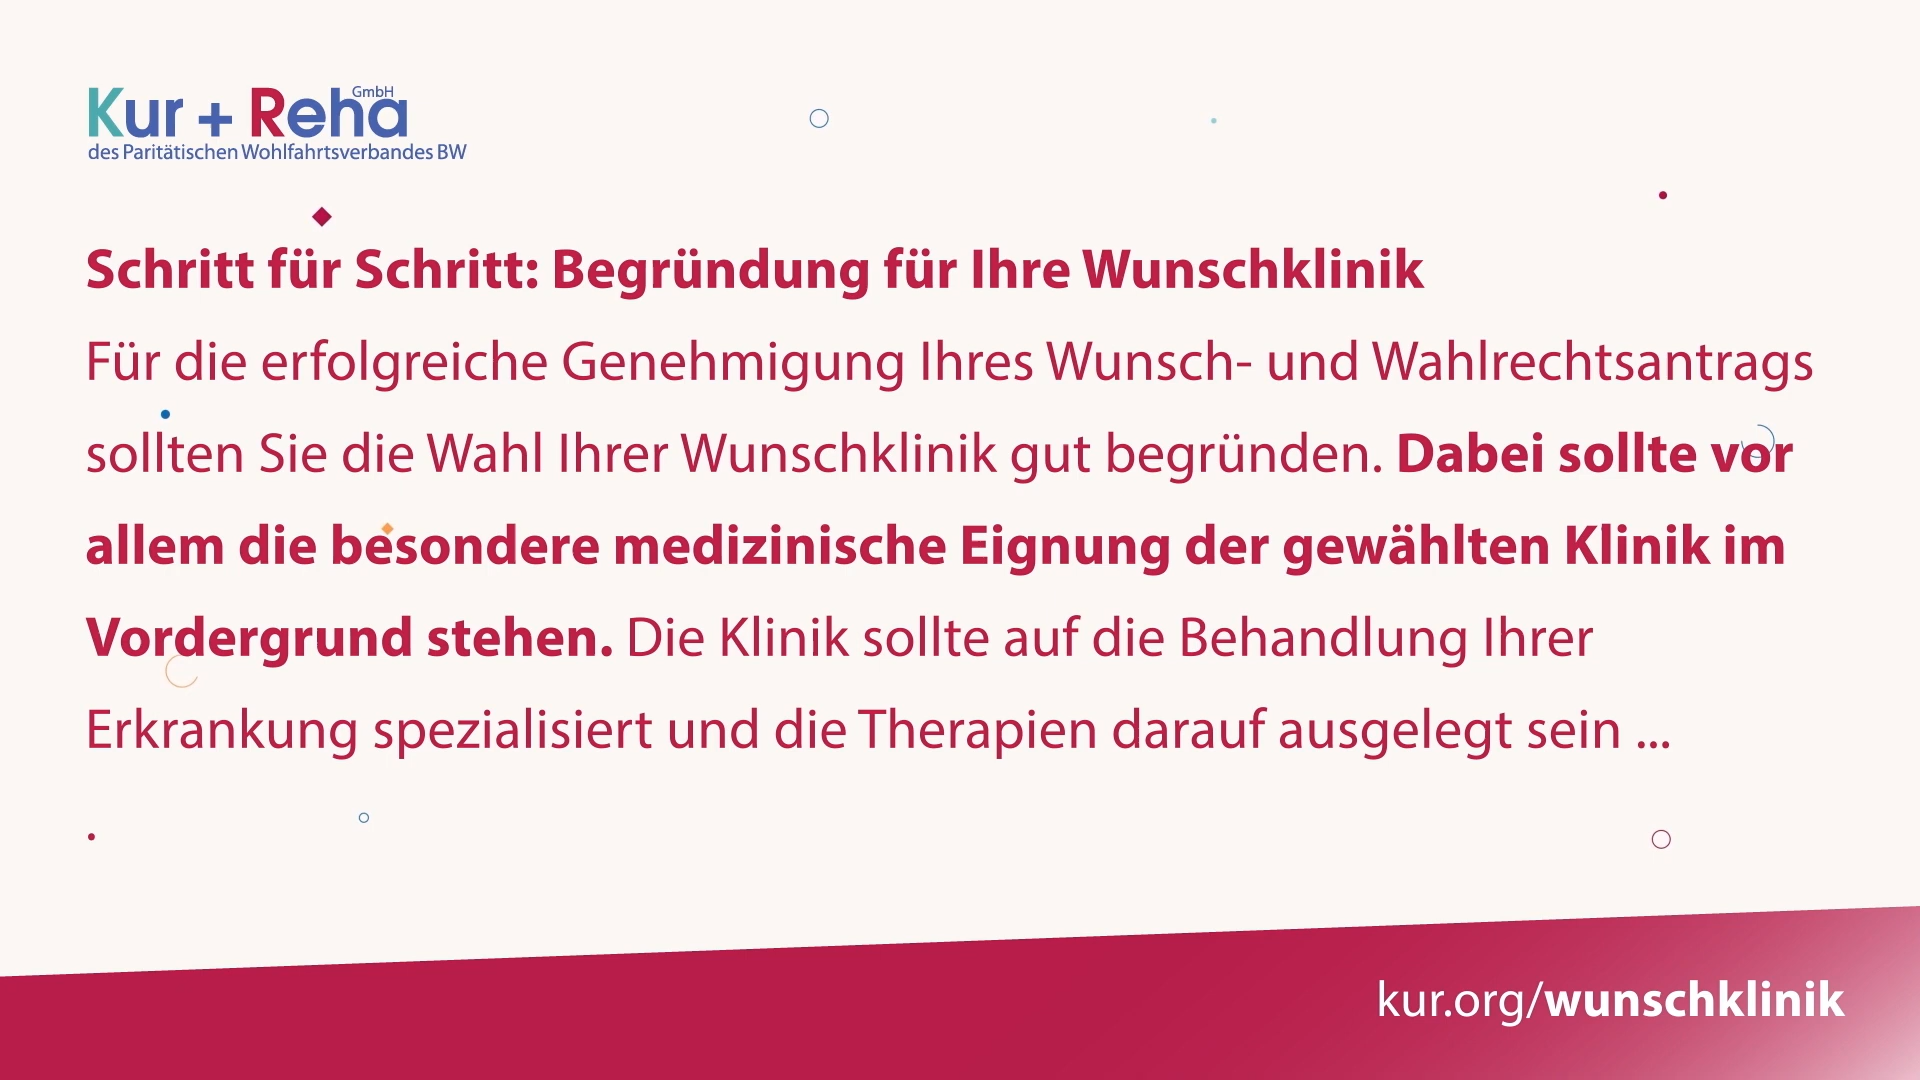 Kur + Reha GmbH
des Paritätischen Wohlfahrtsverbandes BW
Schritt für Schritt: Begründung für Ihre Wunschklinik
Für die erfolgreiche Genehmigung Ihres Wunsch- und Wahlrechtsantrags
sollten Sie die Wahl Ihrer Wunschklinik gut begründen. Dabei sollte vor
allem die besondere medizinische Eignung der gewählten Klinik im
Vordergrund stehen. Die Klinik sollte auf die Behandlung Ihrer
Erkrankung spezialisiert und die Therapien darauf ausgelegt sein ...
kur.org/wunschklinik